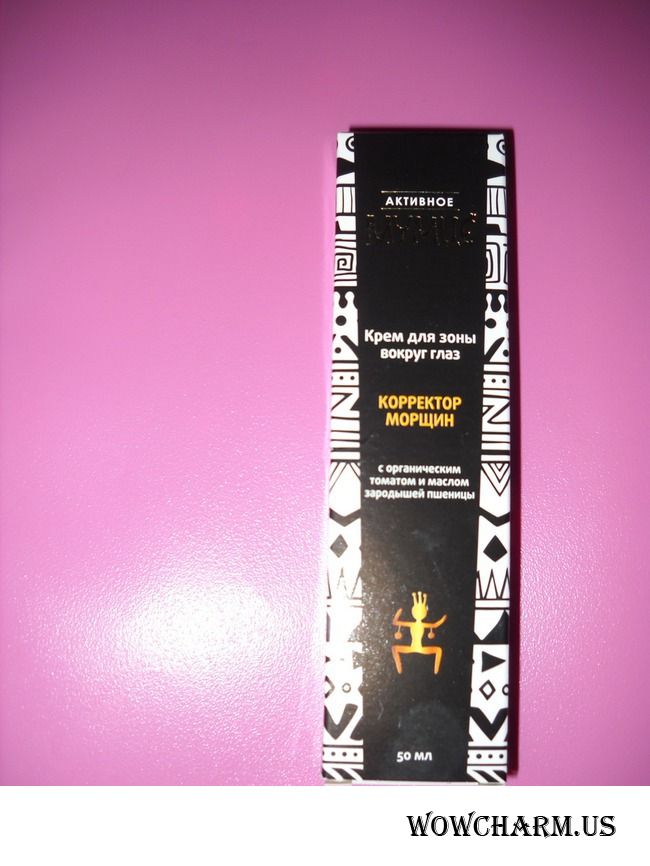 АКТИВНОЕ
Крем для зоны
вокруг глаз
КОРРЕКТОР
МОРЩИН
с органическим
томатом и маслом
зародышей пшеницы
50 мл
WOWCHARM.US